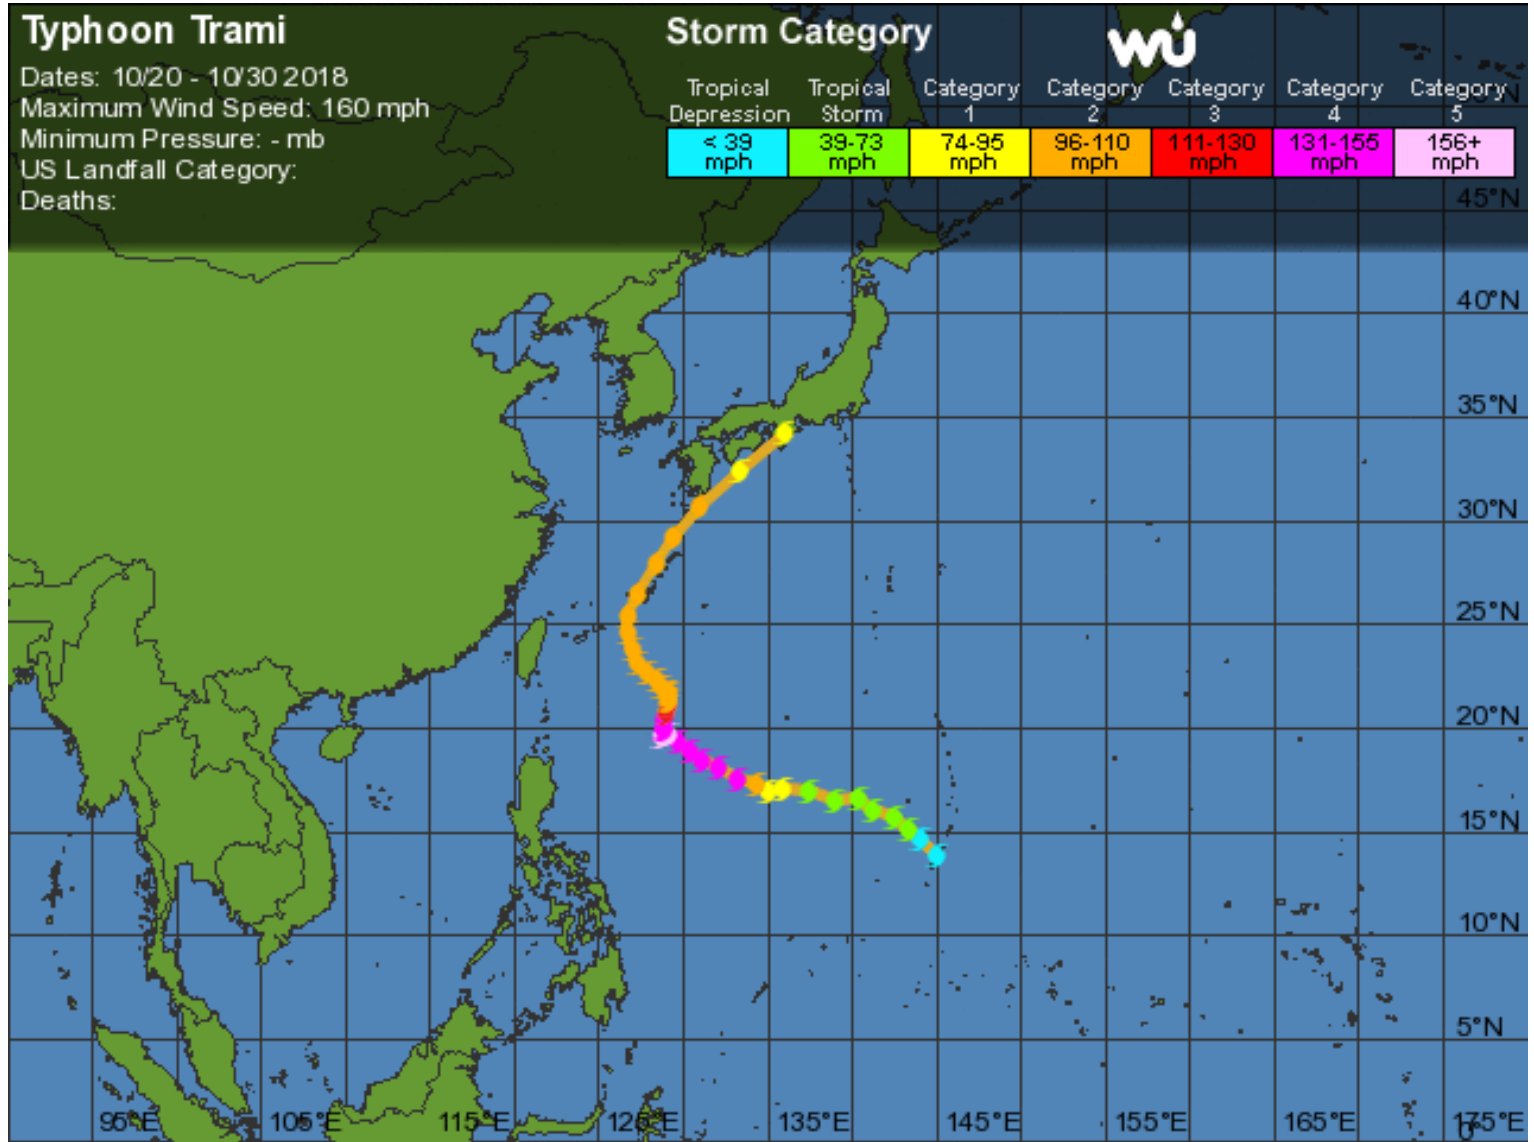 Typhoon Trami
Dates: 10/20 - 10/30 2018
Maximum Wind Speed: 160 mph
Minimum Pressure: - mb
US Landfall Category:
Deaths:
Storm Category
wu
Tropical Depression
< 39 mph
Tropical Storm
39-73 mph
Category 1
74-95 mph
Category 2
96-110 mph
Category 3
111-130 mph
Category 4
131-155 mph
Category 5
156+ mph
45°N
40°N
35°N
30°N
25°N
20°N
15°N
10°N
5°N
95°E 105°E 115°E 125°E 135°E 145°E 155°E 165°E 175°E